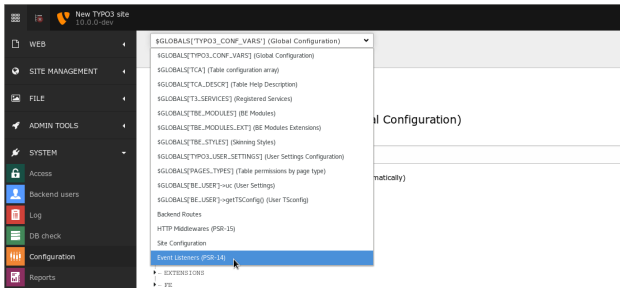 New TYPO3 site
10.0.0-dev
WEB
SITE MANAGEMENT
FILE
ADMIN TOOLS
SYSTEM
Access
Backend users
Log
DB check
Configuration
Reports
$GLOBALS['TYPO3_CONF_VARS'] (Global Configuration)
$GLOBALS['TYPO3_CONF_VARS'] (Global Configuration)
$GLOBALS['TCA'] (Table configuration array)
$GLOBALS['TCA_DESCR'] (Table Help Description)
$GLOBALS['T3_SERVICES'] (Registered Services)
$GLOBALS['TBE_MODULES'] (BE Modules)
$GLOBALS['TBE_MODULES_EXT'] (BE Modules Extensions)
$GLOBALS['TBE_STYLES'] (Skinning Styles)
$GLOBALS['TYPO3_USER_SETTINGS'] (User Settings Configuration)
$GLOBALS['PAGES_TYPES'] (Table permissions by page type)
$GLOBALS['BE_USER']->uc (User Settings)
$GLOBALS['BE_USER']->getTSConfig() (User TSconfig)
Backend Routes
HTTP Middlewares (PSR-15)
Site Configuration
Event Listeners (PSR-14)
l Configuration)
matically)
EXTENSIONS
FE